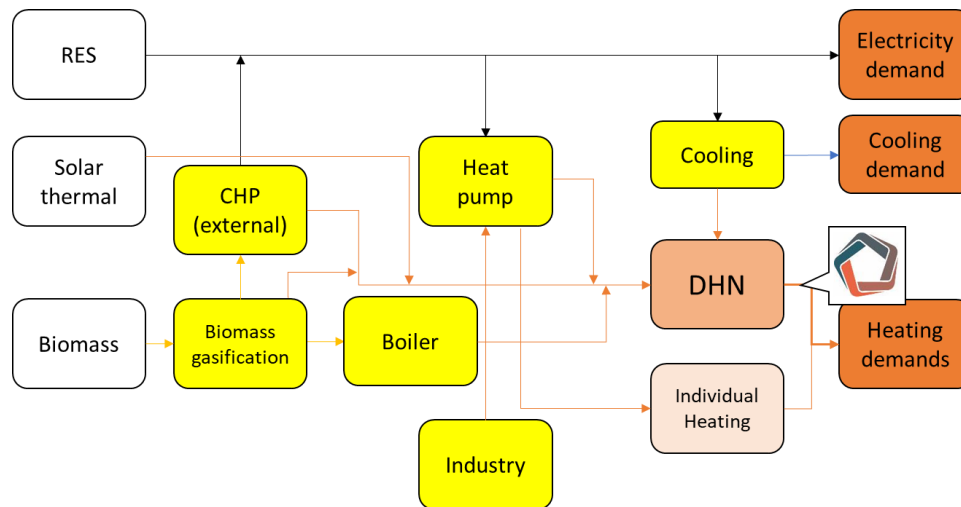 RES
Electricity
demand
Solar
thermal
CHP
(external)
Heat
pump
Cooling
Cooling
demand
DHN
Biomass
Biomass
gasification
Boiler
Heating
demands
Individual
Heating
Industry